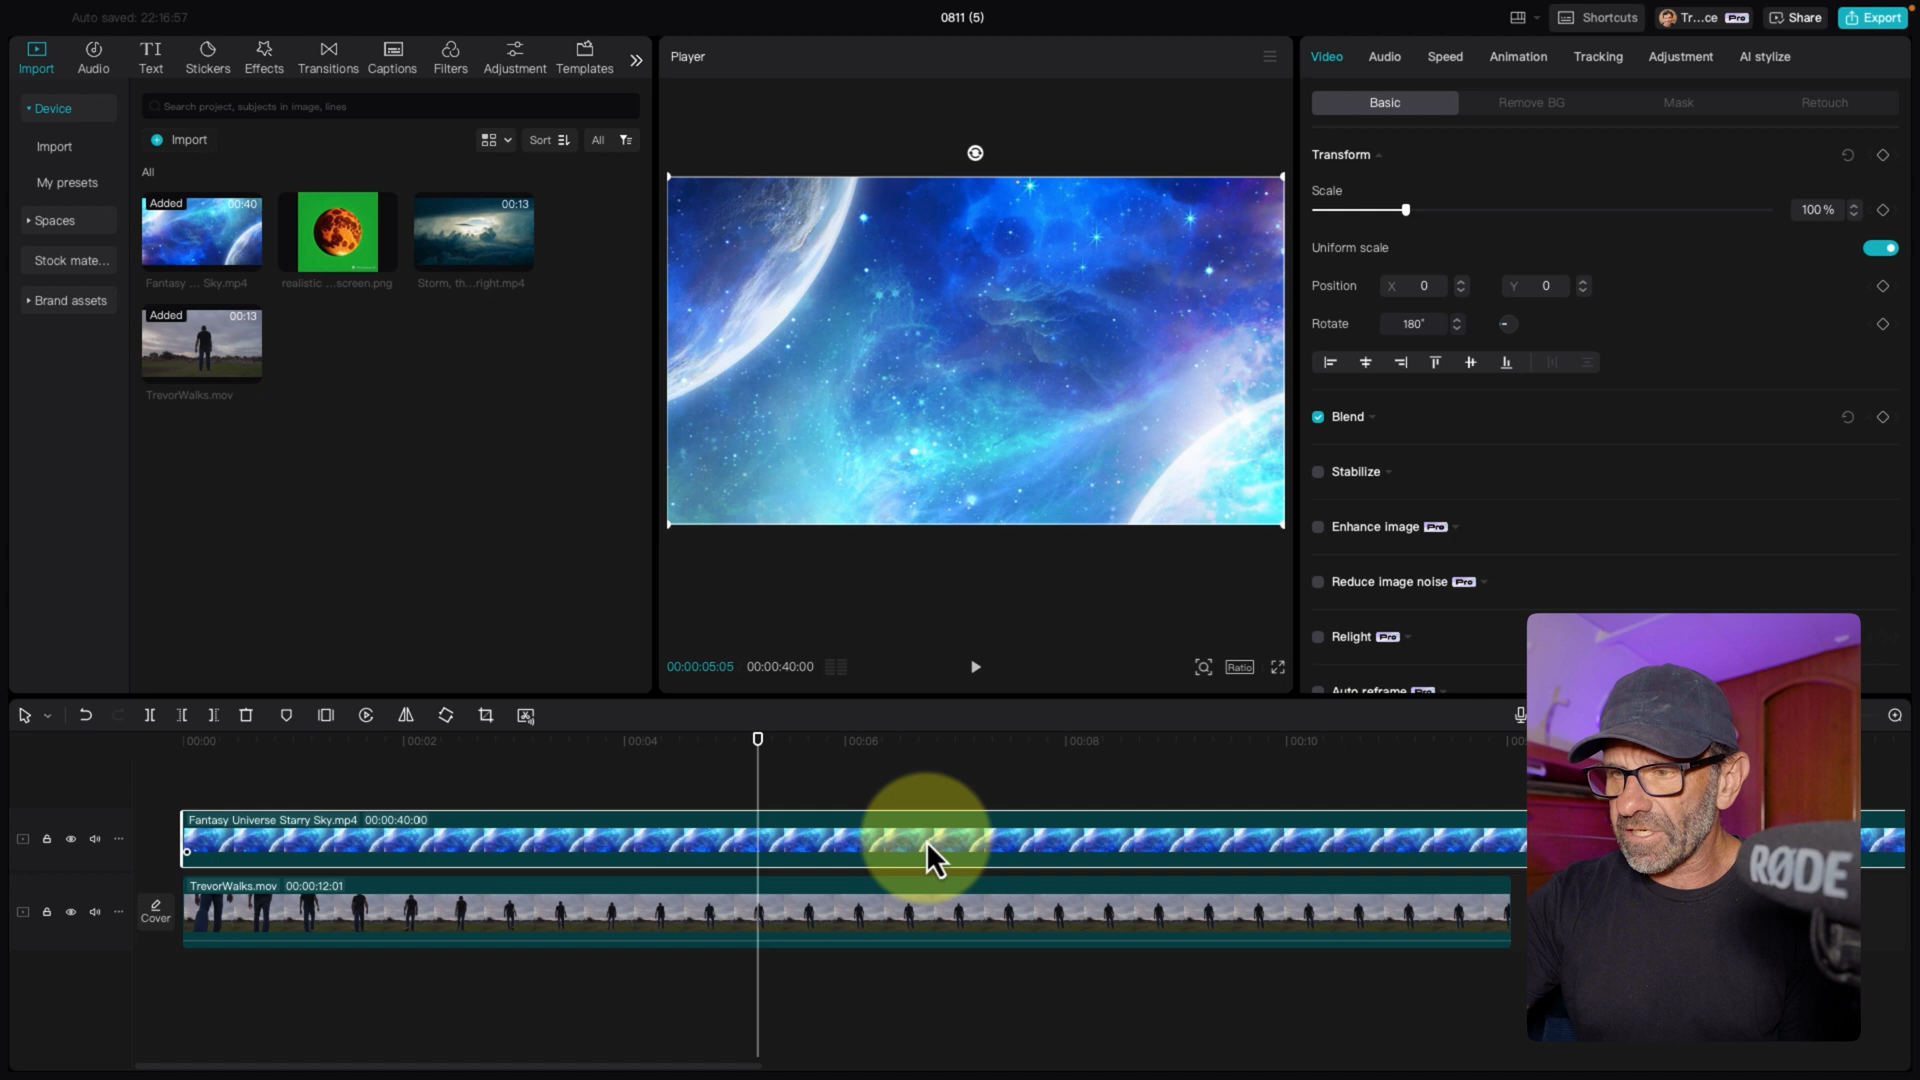 Auto saved: 22:16:57
0811 (5)
Shortcuts
Tr...ce Pro
Share
Export
Import
Audio
Text
Stickers
Effects
Transitions
Captions
Filters
Adjustment
Templates
Device
Import
My presets
Spaces
Stock mate...
Brand assets
Search project, subjects in image, lines
Import
Sort
All
All
Added 00:40
Fantasy ... Sky.mp4
realistic ...screen.png
00:13
Storm, th...right.mp4
Added 00:13
TrevorWalks.mov
Player
00:00:05:05 00:00:40:00
Ratio
Video
Audio
Speed
Animation
Tracking
Adjustment
AI stylize
Basic
Remove BG
Mask
Retouch
Transform
Scale
100%
Uniform scale
Position X 0 Y 0
Rotate 180°
Blend
Stabilize
Enhance image Pro
Reduce image noise Pro
Relight Pro
Auto reframe Pro
00:00
00:02
00:04
00:06
00:08
00:10
Fantasy Universe Starry Sky.mp4 00:00:40:00
Cover
TrevorWalks.mov 00:00:12:01
RØDE